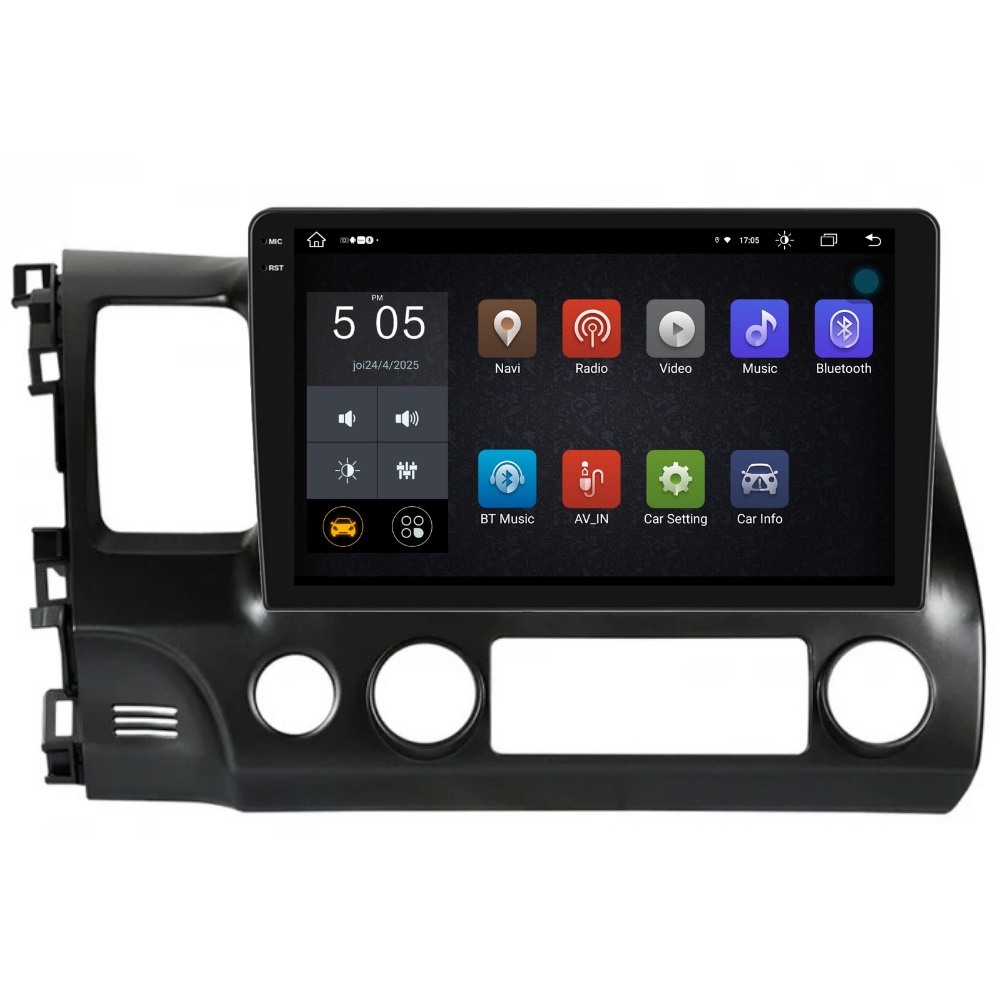 MIC
RST
17:05
PM
5 05
joi24/4/2025
Navi
Radio
Video
Music
Bluetooth
BT Music
AV_IN
Car Setting
Car Info